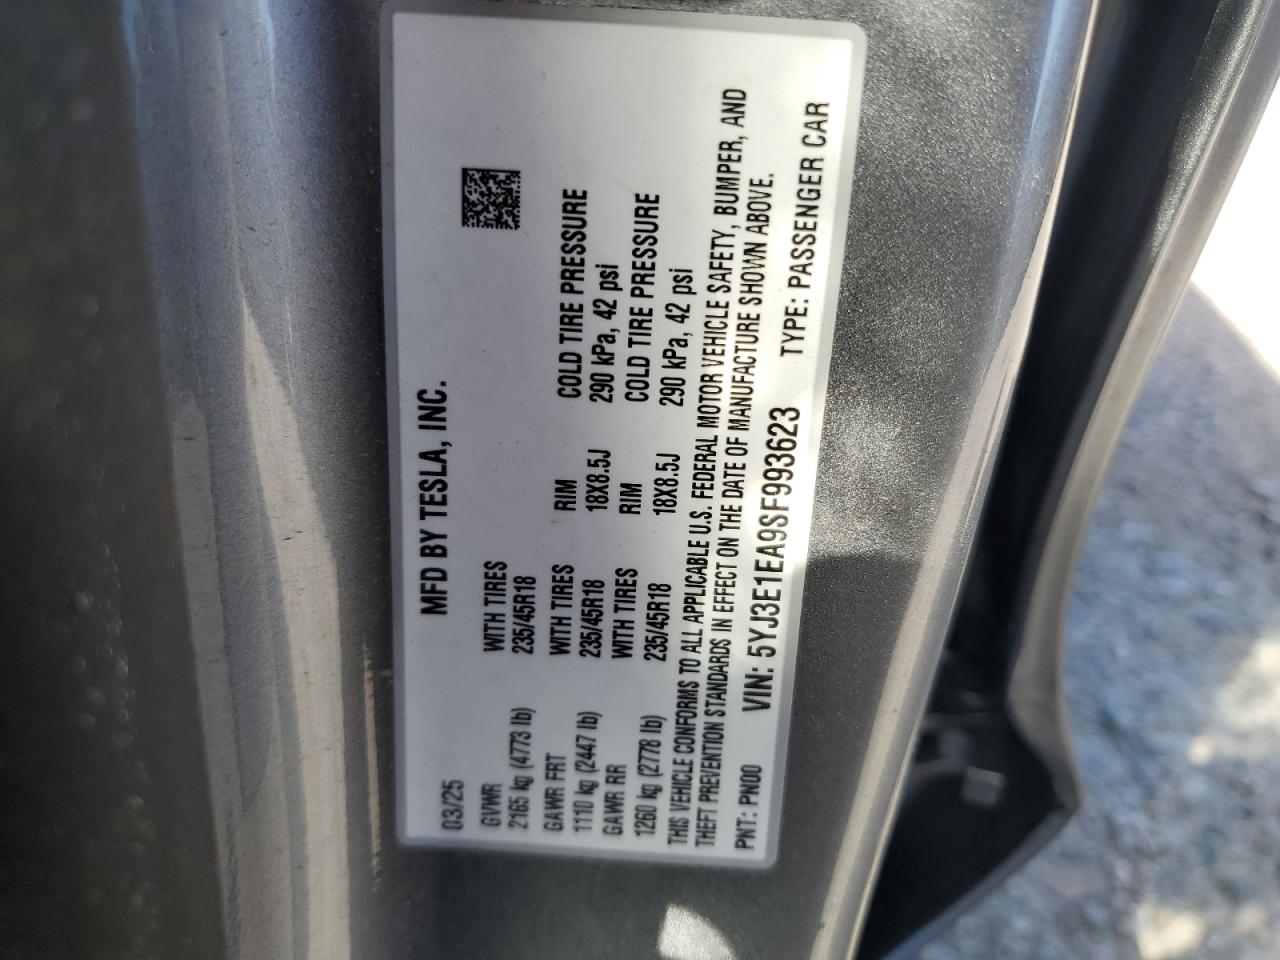 MFD BY TESLA, INC.
03/25
GVWR WITH TIRES
2165 kg (4773 lb) 235/45R18
GAWR FRT WITH TIRES RIM COLD TIRE PRESSURE
1110 kg (2447 lb) 235/45R18 18X8.5J 290 kPa, 42 psi
GAWR RR WITH TIRES RIM COLD TIRE PRESSURE
1260 kg (2778 lb) 235/45R18 18X8.5J 290 kPa, 42 psi
THIS VEHICLE CONFORMS TO ALL APPLICABLE U.S. FEDERAL MOTOR VEHICLE SAFETY, BUMPER, AND
THEFT PREVENTION STANDARDS IN EFFECT ON THE DATE OF MANUFACTURE SHOWN ABOVE.
PNT: PN00 VIN: 5YJ3E1EA9SF993623 TYPE: PASSENGER CAR